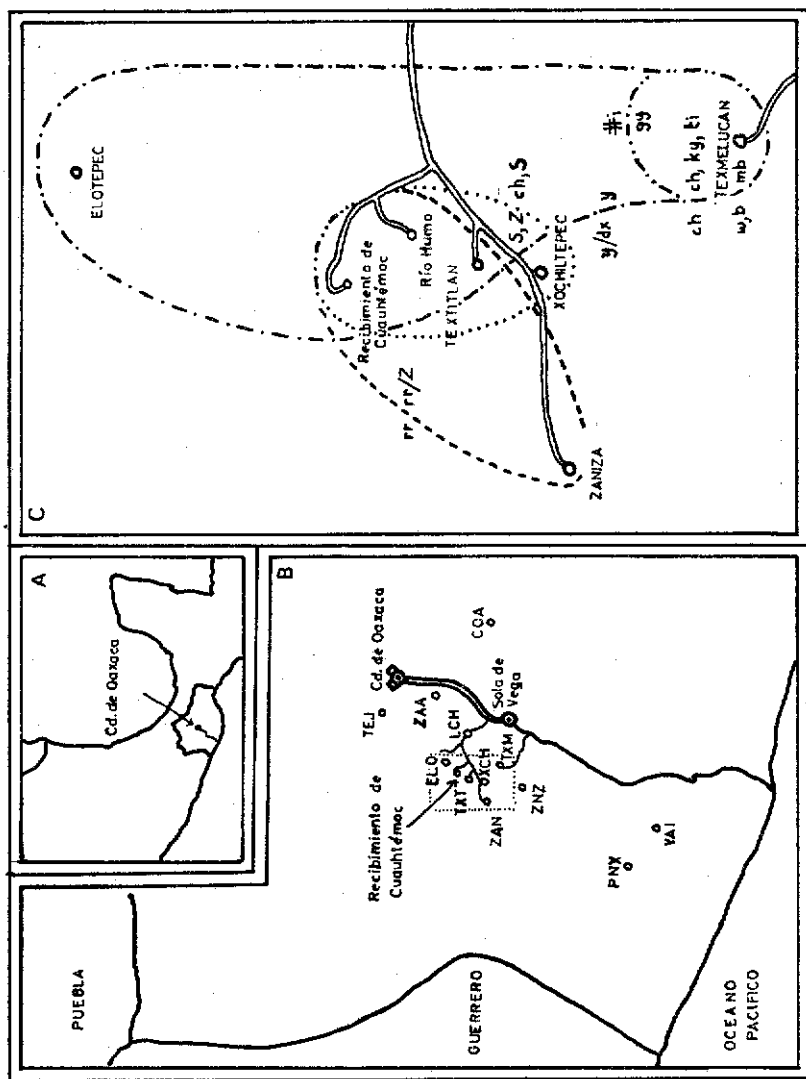 A
Cd. de Oaxaca
B
PUEBLA
GUERRERO
OCEANO
PACIFICO
Recibimiento de
Cuauhtémoc
TEJ
Cd. de Oaxaca
ZAA
LCH
ELO
TXT
XCH
TXM
ZAN
ZNZ
Sola de
Vega
COA
PNX
YAI
C
ELOTEPEC
Recibimiento de
Cuauhtémoc
Río Humo
TEXTITLAN
XOCHILTEPEC
ZANIZA
TEXMELUCAN
rr rr/Z
S, Z ch, S
y/dx y
#i
gg
ch ch, ky, ti
w,b mb